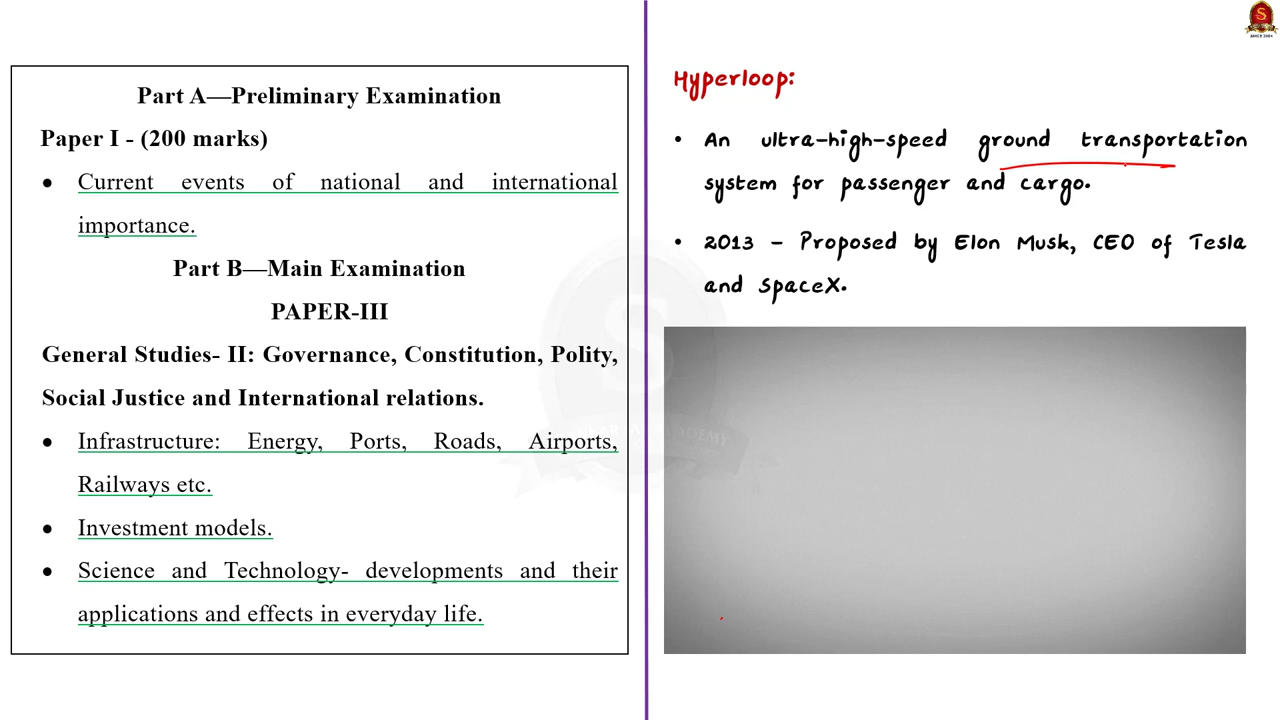 Part A—Preliminary Examination
Paper I - (200 marks)
• Current events of national and international
importance.
Part B—Main Examination
PAPER-III
General Studies- II: Governance, Constitution, Polity,
Social Justice and International relations.
• Infrastructure: Energy, Ports, Roads, Airports,
Railways etc.
• Investment models.
• Science and Technology- developments and their
applications and effects in everyday life.
S
SINCE 2004
Hyperloop:
• An ultra-high-speed ground transportation
system for passenger and cargo.
• 2013 - Proposed by Elon Musk, CEO of Tesla
and SpaceX.